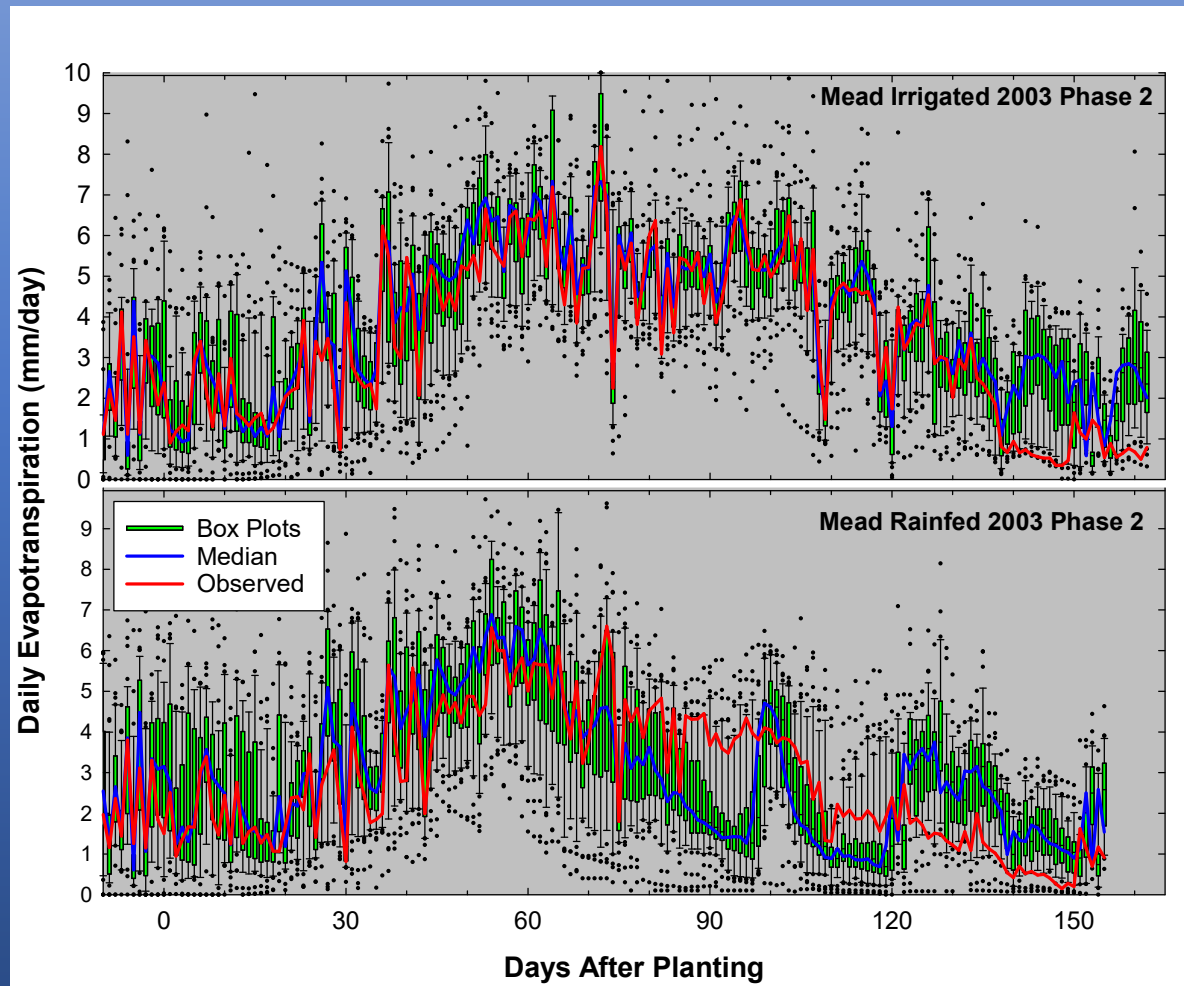 Mead Irrigated 2003 Phase 2
10
9
8
7
6
5
4
3
2
1
0
Mead Rainfed 2003 Phase 2
Box Plots
Median
Observed
9
8
7
6
5
4
3
2
1
0
0 30 60 90 120 150
Daily Evapotranspiration (mm/day)
Days After Planting